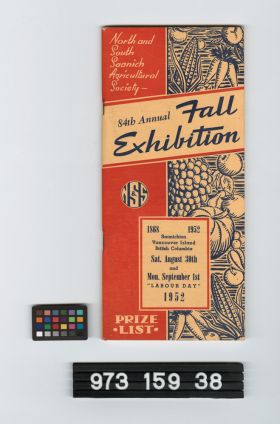 North and
South
Saanich
Agricultural
Society—
84th Annual Fall
Exhibition
N&S
1868 1952
Saanichton
Vancouver Island
British Columbia
Sat. August 30th
and
Mon. September 1st
"LABOUR DAY"
1952
PRIZE
•LIST•
973 159 38